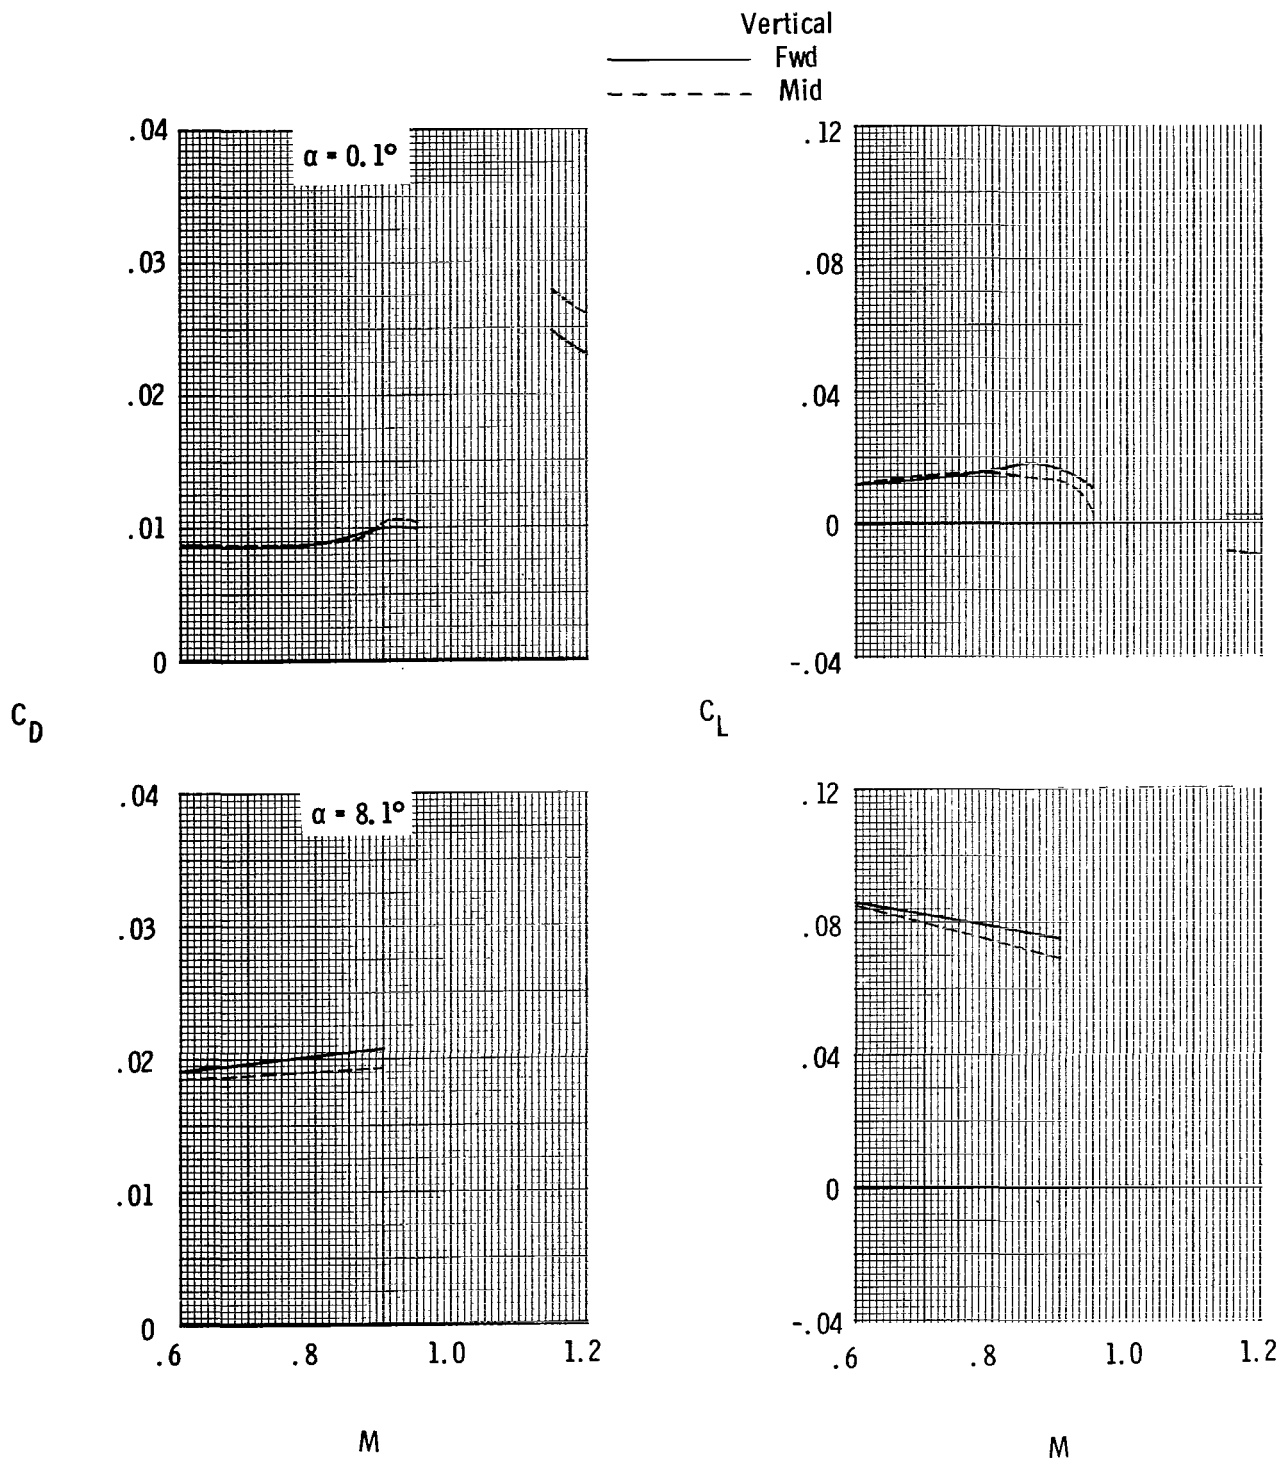 Vertical
Fwd
Mid
.04
α = 0.1°
.03
.02
.01
0
.12
.08
.04
0
-.04
C_D
C_L
.04
α = 8.1°
.03
.02
.01
0
.6 .8 1.0 1.2
M
.12
.08
.04
0
-.04
.6 .8 1.0 1.2
M